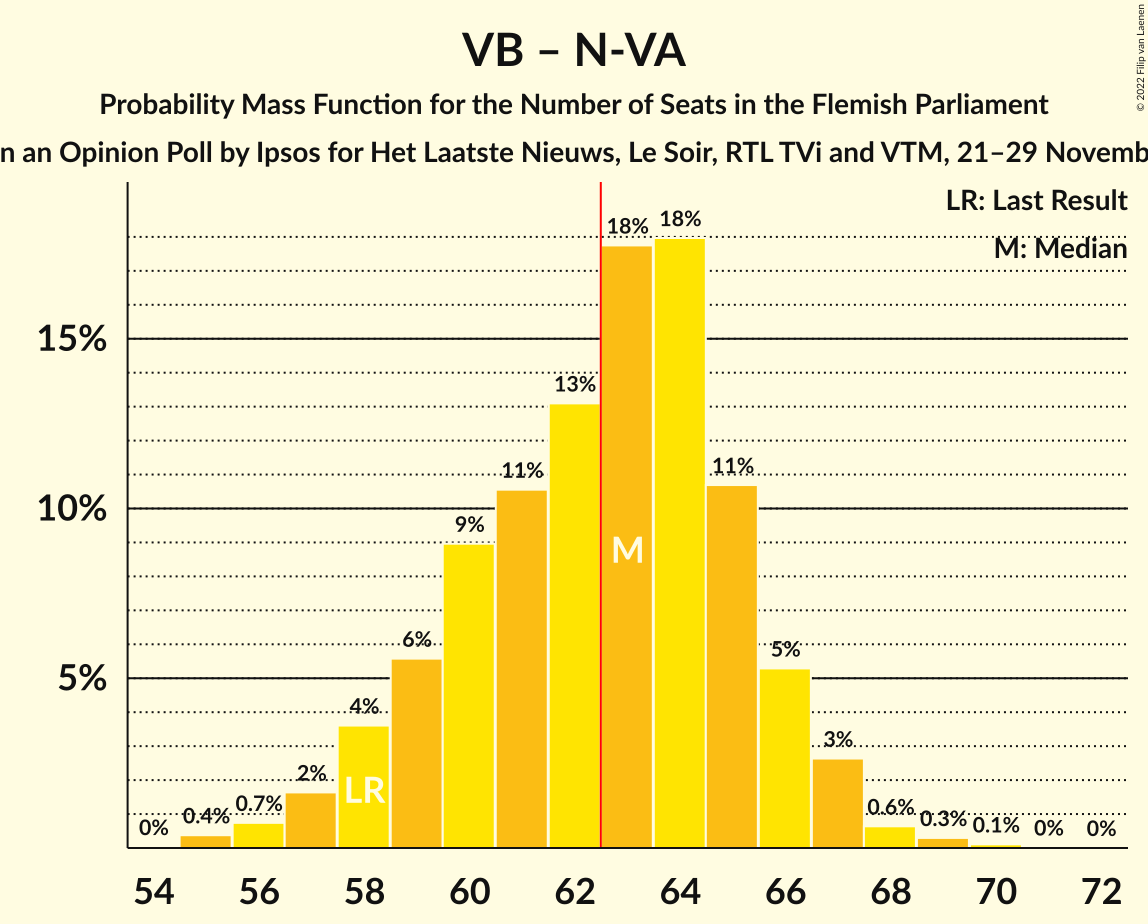 © 2022 Filip van Laenen
VB – N-VA
Probability Mass Function for the Number of Seats in the Flemish Parliament
n an Opinion Poll by Ipsos for Het Laatste Nieuws, Le Soir, RTL TVi and VTM, 21–29 Novemb
LR: Last Result
M: Median
15%
10%
5%
0%
0.4%
0.7%
2%
4%
6%
9%
11%
13%
18%
18%
11%
5%
3%
0.6%
0.3%
0.1%
0%
0%
LR
M
54 56 58 60 62 64 66 68 70 72